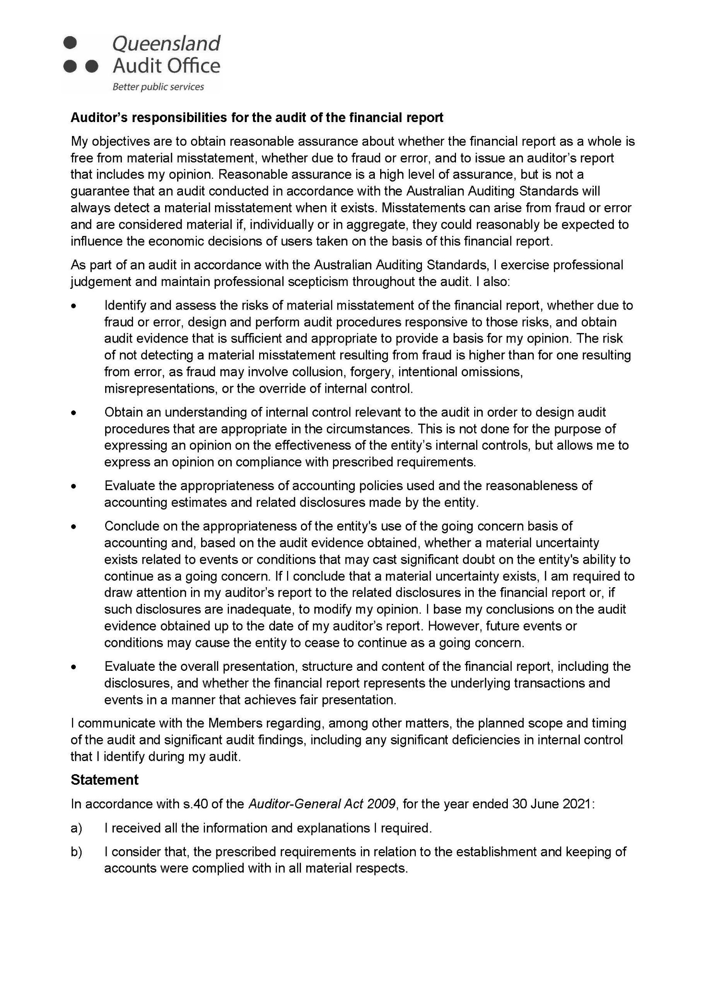 Queensland
Audit Office
Better public services
Auditor’s responsibilities for the audit of the financial report
My objectives are to obtain reasonable assurance about whether the financial report as a whole is
free from material misstatement, whether due to fraud or error, and to issue an auditor’s report
that includes my opinion. Reasonable assurance is a high level of assurance, but is not a
guarantee that an audit conducted in accordance with the Australian Auditing Standards will
always detect a material misstatement when it exists. Misstatements can arise from fraud or error
and are considered material if, individually or in aggregate, they could reasonably be expected to
influence the economic decisions of users taken on the basis of this financial report.
As part of an audit in accordance with the Australian Auditing Standards, I exercise professional
judgement and maintain professional scepticism throughout the audit. I also:
• Identify and assess the risks of material misstatement of the financial report, whether due to
fraud or error, design and perform audit procedures responsive to those risks, and obtain
audit evidence that is sufficient and appropriate to provide a basis for my opinion. The risk
of not detecting a material misstatement resulting from fraud is higher than for one resulting
from error, as fraud may involve collusion, forgery, intentional omissions,
misrepresentations, or the override of internal control.
• Obtain an understanding of internal control relevant to the audit in order to design audit
procedures that are appropriate in the circumstances. This is not done for the purpose of
expressing an opinion on the effectiveness of the entity’s internal controls, but allows me to
express an opinion on compliance with prescribed requirements.
• Evaluate the appropriateness of accounting policies used and the reasonableness of
accounting estimates and related disclosures made by the entity.
• Conclude on the appropriateness of the entity's use of the going concern basis of
accounting and, based on the audit evidence obtained, whether a material uncertainty
exists related to events or conditions that may cast significant doubt on the entity's ability to
continue as a going concern. If I conclude that a material uncertainty exists, I am required to
draw attention in my auditor’s report to the related disclosures in the financial report or, if
such disclosures are inadequate, to modify my opinion. I base my conclusions on the audit
evidence obtained up to the date of my auditor’s report. However, future events or
conditions may cause the entity to cease to continue as a going concern.
• Evaluate the overall presentation, structure and content of the financial report, including the
disclosures, and whether the financial report represents the underlying transactions and
events in a manner that achieves fair presentation.
I communicate with the Members regarding, among other matters, the planned scope and timing
of the audit and significant audit findings, including any significant deficiencies in internal control
that I identify during my audit.
Statement
In accordance with s.40 of the Auditor-General Act 2009, for the year ended 30 June 2021:
a) I received all the information and explanations I required.
b) I consider that, the prescribed requirements in relation to the establishment and keeping of
accounts were complied with in all material respects.